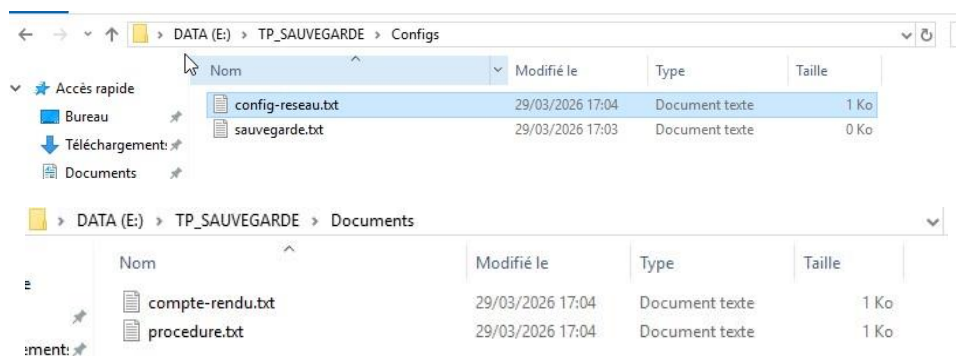 DATA (E:) > TP_SAUVEGARDE > Configs
Nom Modifié le Type Taille
Accès rapide
config-reseau.txt 29/03/2026 17:04 Document texte 1 Ko
Bureau
sauvegarde.txt 29/03/2026 17:03 Document texte 0 Ko
Téléchargements
Documents
DATA (E:) > TP_SAUVEGARDE > Documents
Nom Modifié le Type Taille
compte-rendu.txt 29/03/2026 17:04 Document texte 1 Ko
procedure.txt 29/03/2026 17:04 Document texte 1 Ko